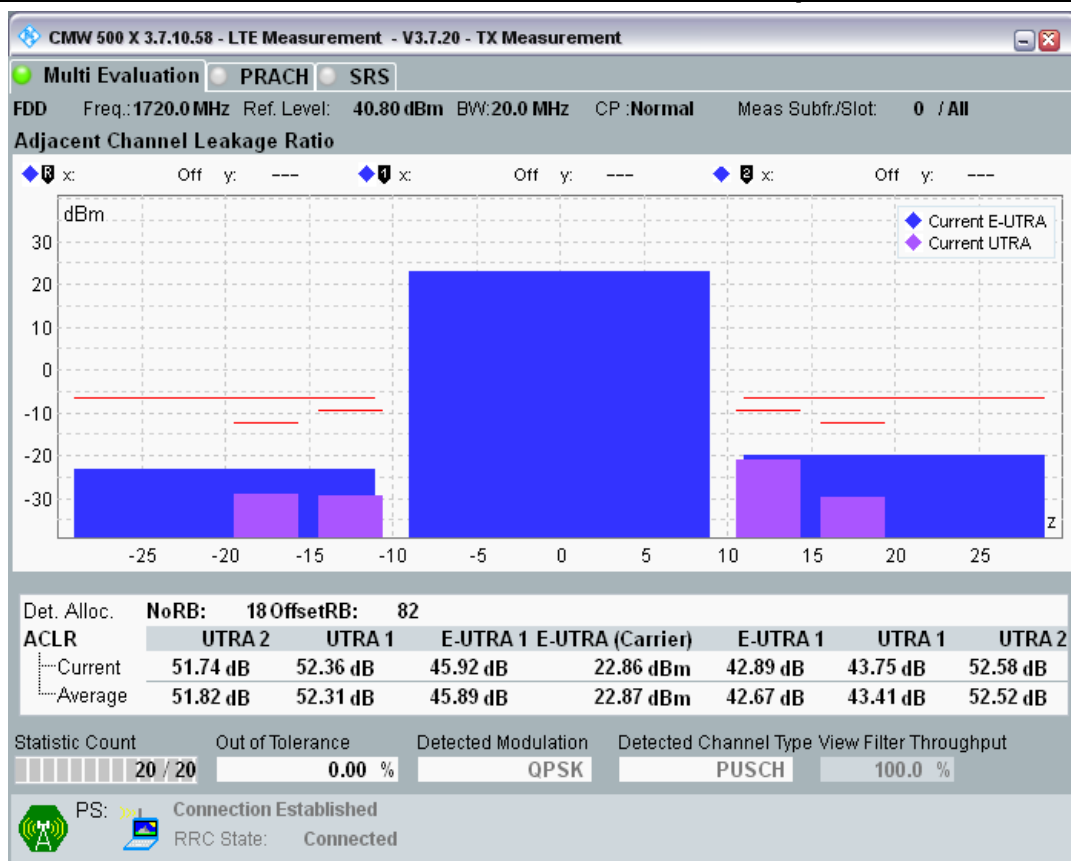 CMW 500 X 3.7.10.58 - LTE Measurement - V3.7.20 - TX Measurement
Multi Evaluation PRACH SRS
FDD Freq.: 1720.0 MHz Ref. Level: 40.80 dBm BW: 20.0 MHz CP : Normal Meas Subfr./Slot: 0 / All
Adjacent Channel Leakage Ratio
R x: Off y: --- 1 x: Off y: --- 2 x: Off y: ---
dBm
Current E-UTRA
Current UTRA
30
20
10
0
-10
-20
-30
z
-25 -20 -15 -10 -5 0 5 10 15 20 25
Det. Alloc. NoRB: 18 OffsetRB: 82
ACLR UTRA 2 UTRA 1 E-UTRA 1 E-UTRA (Carrier) E-UTRA 1 UTRA 1 UTRA 2
Current 51.74 dB 52.36 dB 45.92 dB 22.86 dBm 42.89 dB 43.75 dB 52.58 dB
Average 51.82 dB 52.31 dB 45.89 dB 22.87 dBm 42.67 dB 43.41 dB 52.52 dB
Statistic Count Out of Tolerance Detected Modulation Detected Channel Type View Filter Throughput
20 / 20 0.00 % QPSK PUSCH 100.0 %
PS: Connection Established
RRC State: Connected